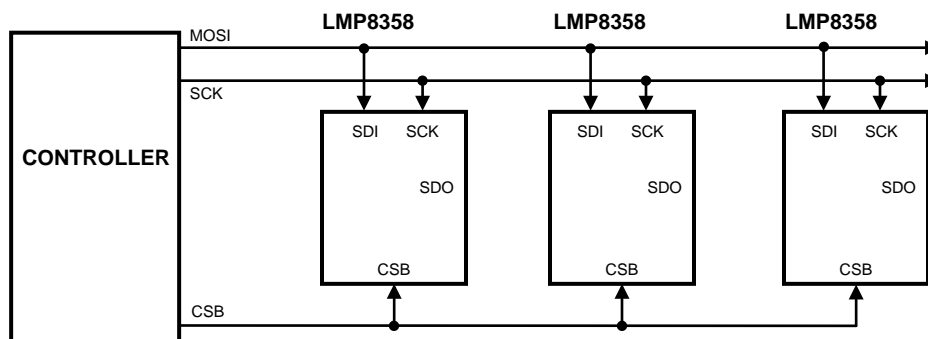 LMP8358 LMP8358 LMP8358
MOSI
SCK
SDI SCK SDI SCK SDI SCK
CONTROLLER
SDO SDO SDO
CSB CSB CSB
CSB